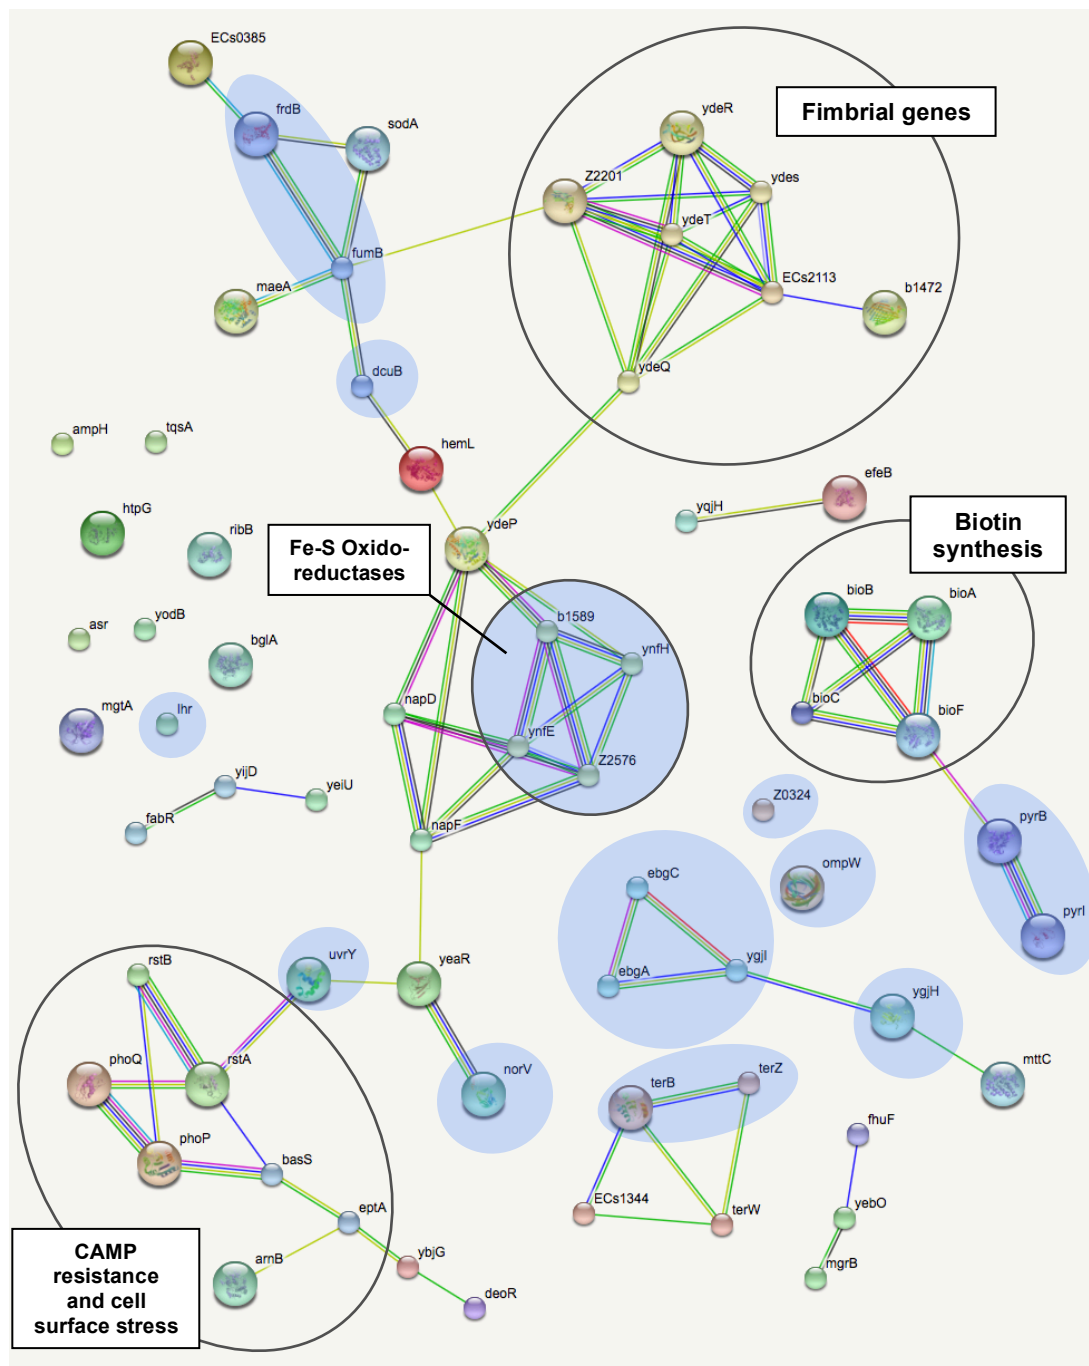 ECs0385
frdB
sodA
ydeR
Fimbrial genes
Z2201
ydes
ydeT
fumB
ECs2113
maeA
b1472
dcuB
ydeQ
ampH
tqsA
hemL
efeB
yqjH
htpG
ribB
ydeP
Fe-S Oxido-
reductases
Biotin
synthesis
bioB
bioA
asr
yodB
bglA
b1589
ynfH
mgtA
lhr
napD
bioC
bioF
ynfE
Z2576
yijD
yeiU
fabR
napF
Z0324
pyrB
ompW
ebgC
pyrI
rstB
uvrY
yeaR
ebgA
ygjI
ygjH
phoQ
rstA
norV
terB
terZ
mttC
phoP
basS
fhuF
ECs1344
terW
yebO
eptA
arnB
ybjG
mgrB
deoR
CAMP
resistance
and cell
surface stress